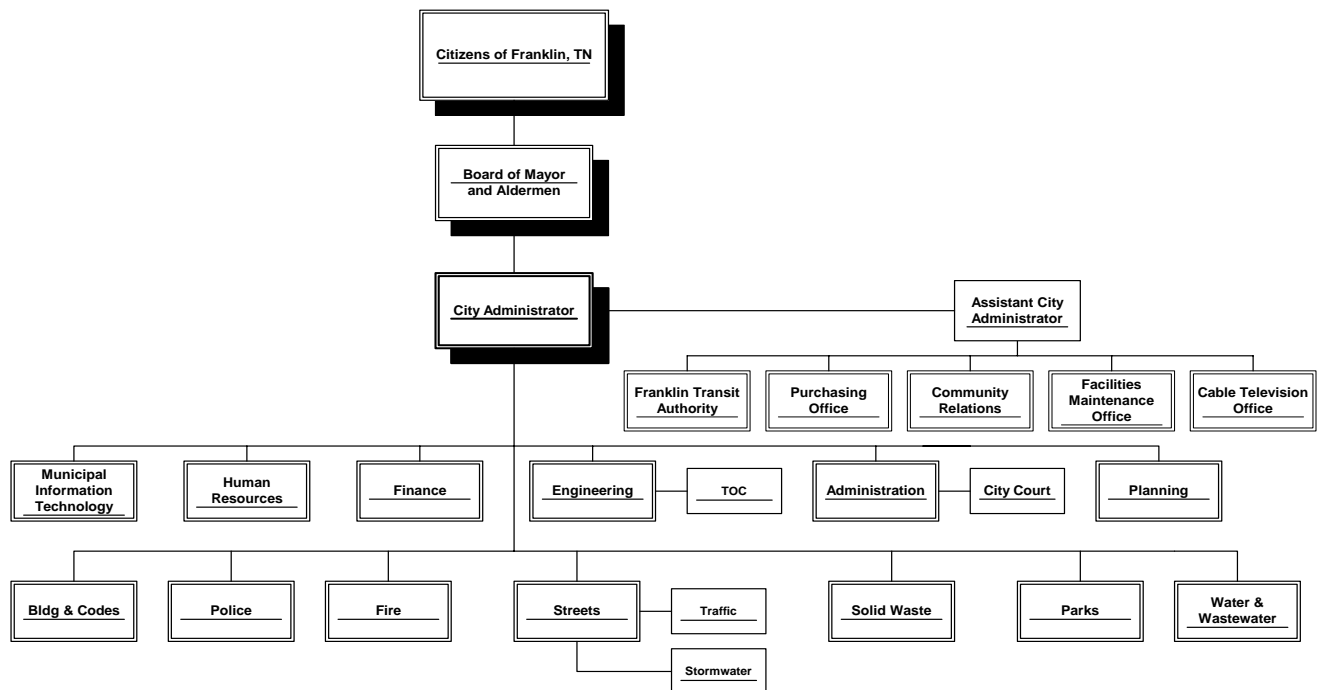 Citizens of Franklin, TN
Board of Mayor
and Aldermen
City Administrator
Assistant City
Administrator
Franklin Transit
Authority
Purchasing
Office
Community
Relations
Facilities
Maintenance
Office
Cable Television
Office
Municipal
Information
Technology
Human
Resources
Finance
Engineering
TOC
Administration
City Court
Planning
Bldg & Codes
Police
Fire
Streets
Traffic
Stormwater
Solid Waste
Parks
Water &
Wastewater